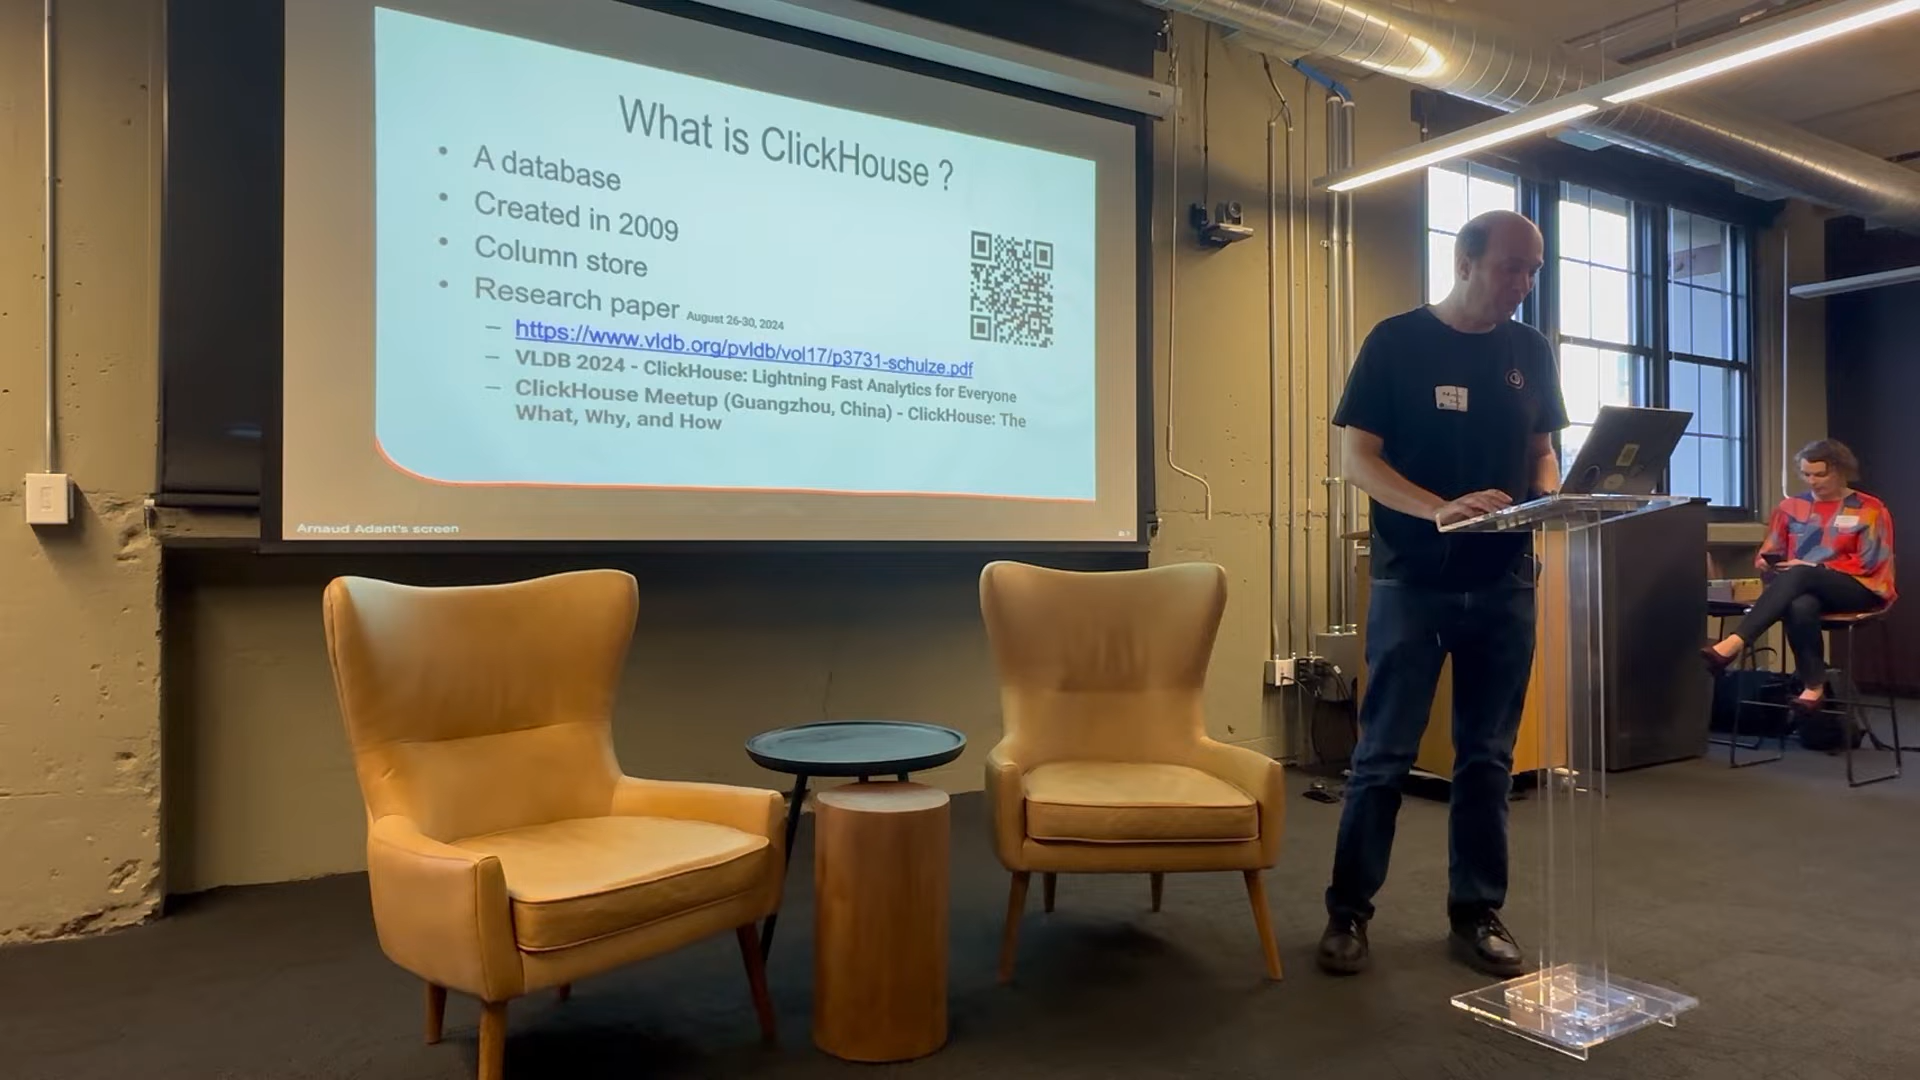 What is ClickHouse ?
• A database
• Created in 2009
• Column store
• Research paper August 26-30, 2024
– https://www.vldb.org/pvldb/vol17/p3731-schulze.pdf
– VLDB 2024 - ClickHouse: Lightning Fast Analytics for Everyone
– ClickHouse Meetup (Guangzhou, China) - ClickHouse: The
What, Why, and How
Arnaud Adant's screen